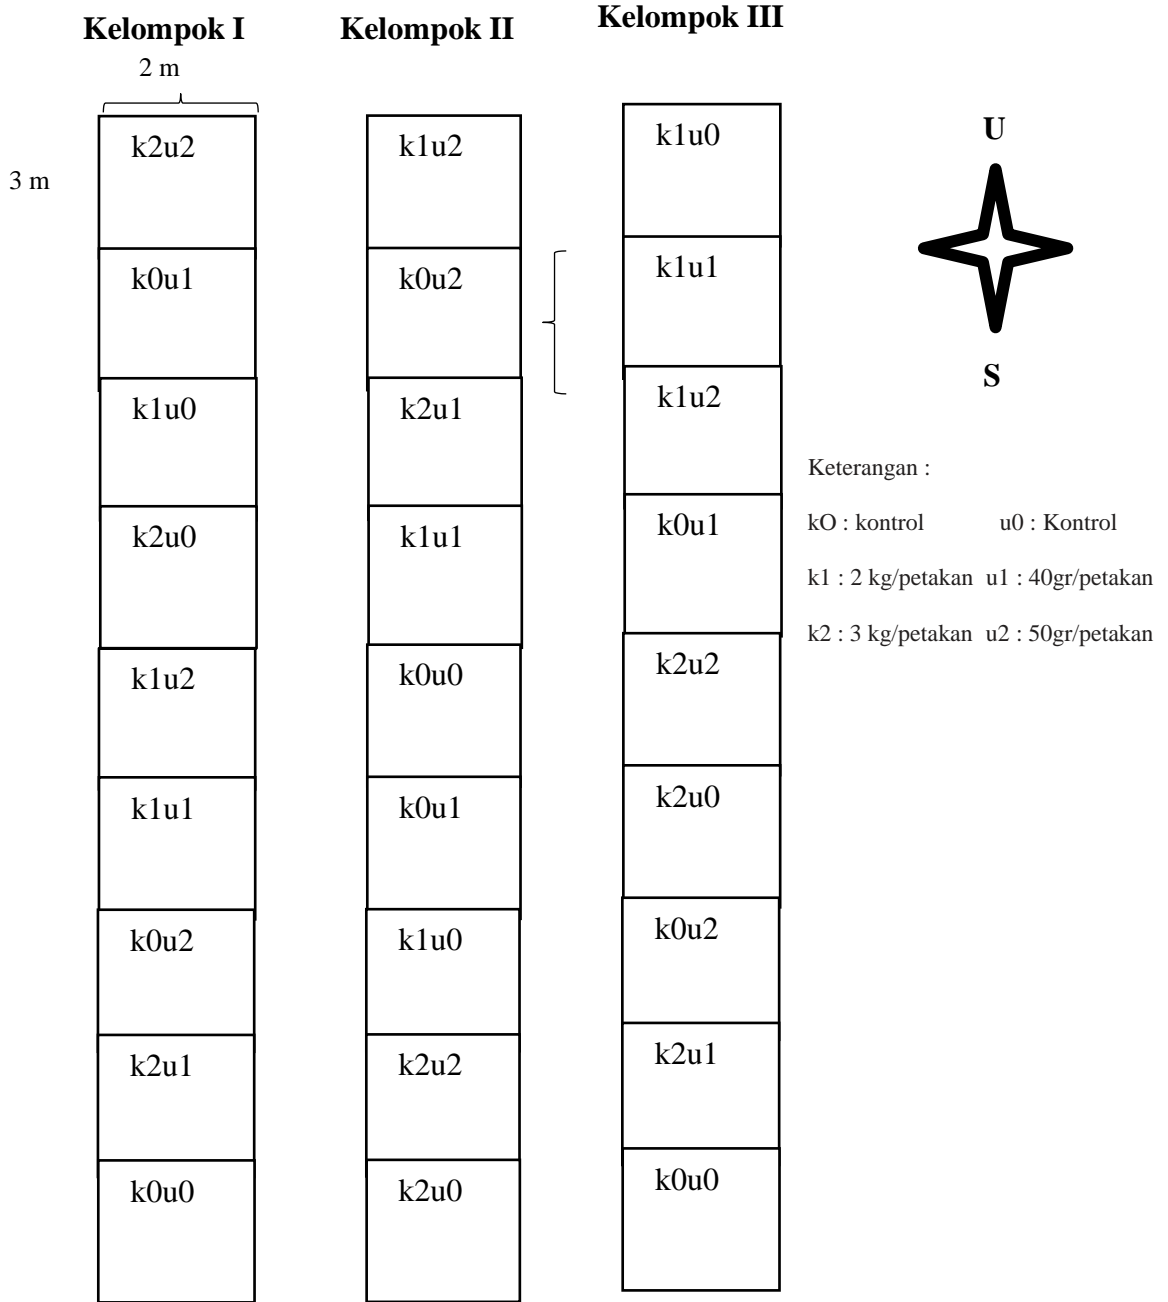 Kelompok I
Kelompok II
Kelompok III
2 m
3 m
k2u2
k0u1
k1u0
k2u0
k1u2
k1u1
k0u2
k2u1
k0u0
k1u2
k0u2
k2u1
k1u1
k0u0
k0u1
k1u0
k2u2
k2u0
k1u0
k1u1
k1u2
k0u1
k2u2
k2u0
k0u2
k2u1
k0u0
U
S
Keterangan :
kO : kontrol u0 : Kontrol
k1 : 2 kg/petakan u1 : 40gr/petakan
k2 : 3 kg/petakan u2 : 50gr/petakan